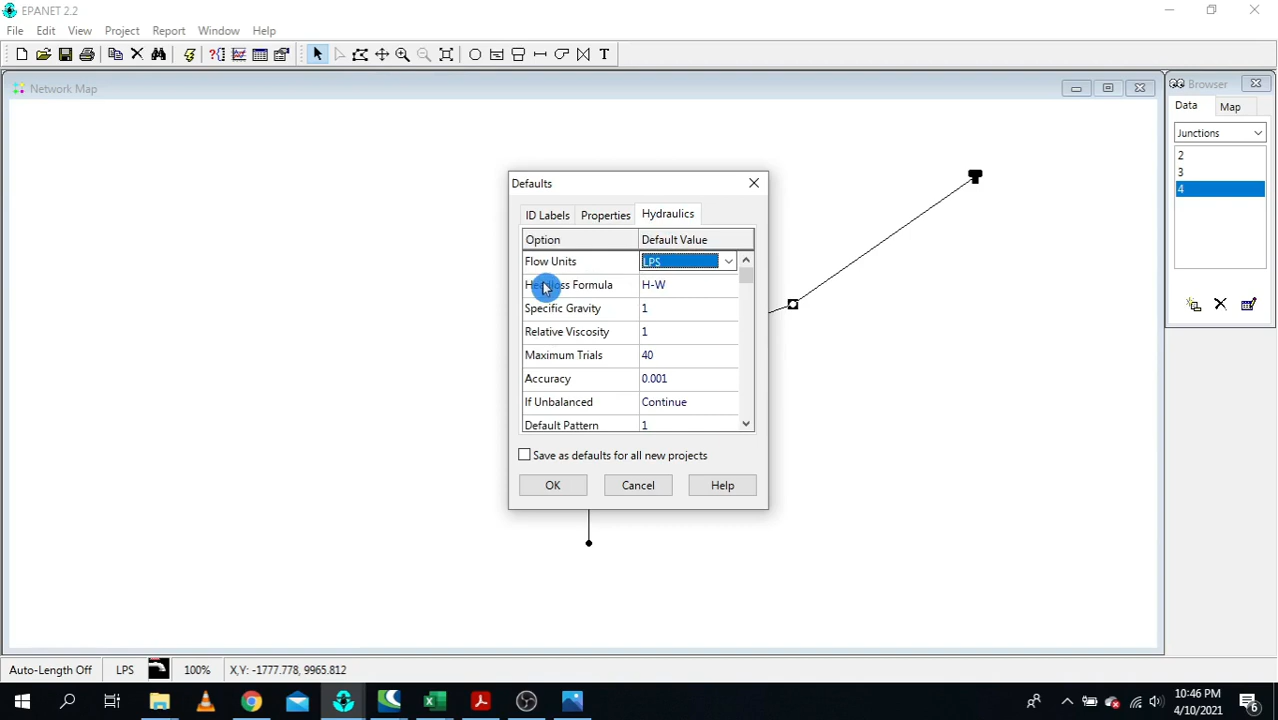 EPANET 2.2
File Edit View Project Report Window Help
T
Network Map
Browser
Data Map
Junctions
2
3
4
Defaults
ID Labels Properties Hydraulics
Option Default Value
Flow Units LPS
Headloss Formula H-W
Specific Gravity 1
Relative Viscosity 1
Maximum Trials 40
Accuracy 0.001
If Unbalanced Continue
Default Pattern 1
Save as defaults for all new projects
OK Cancel Help
Auto-Length Off LPS 100% X,Y: -1777.778, 9965.812
10:46 PM
4/10/2021
6